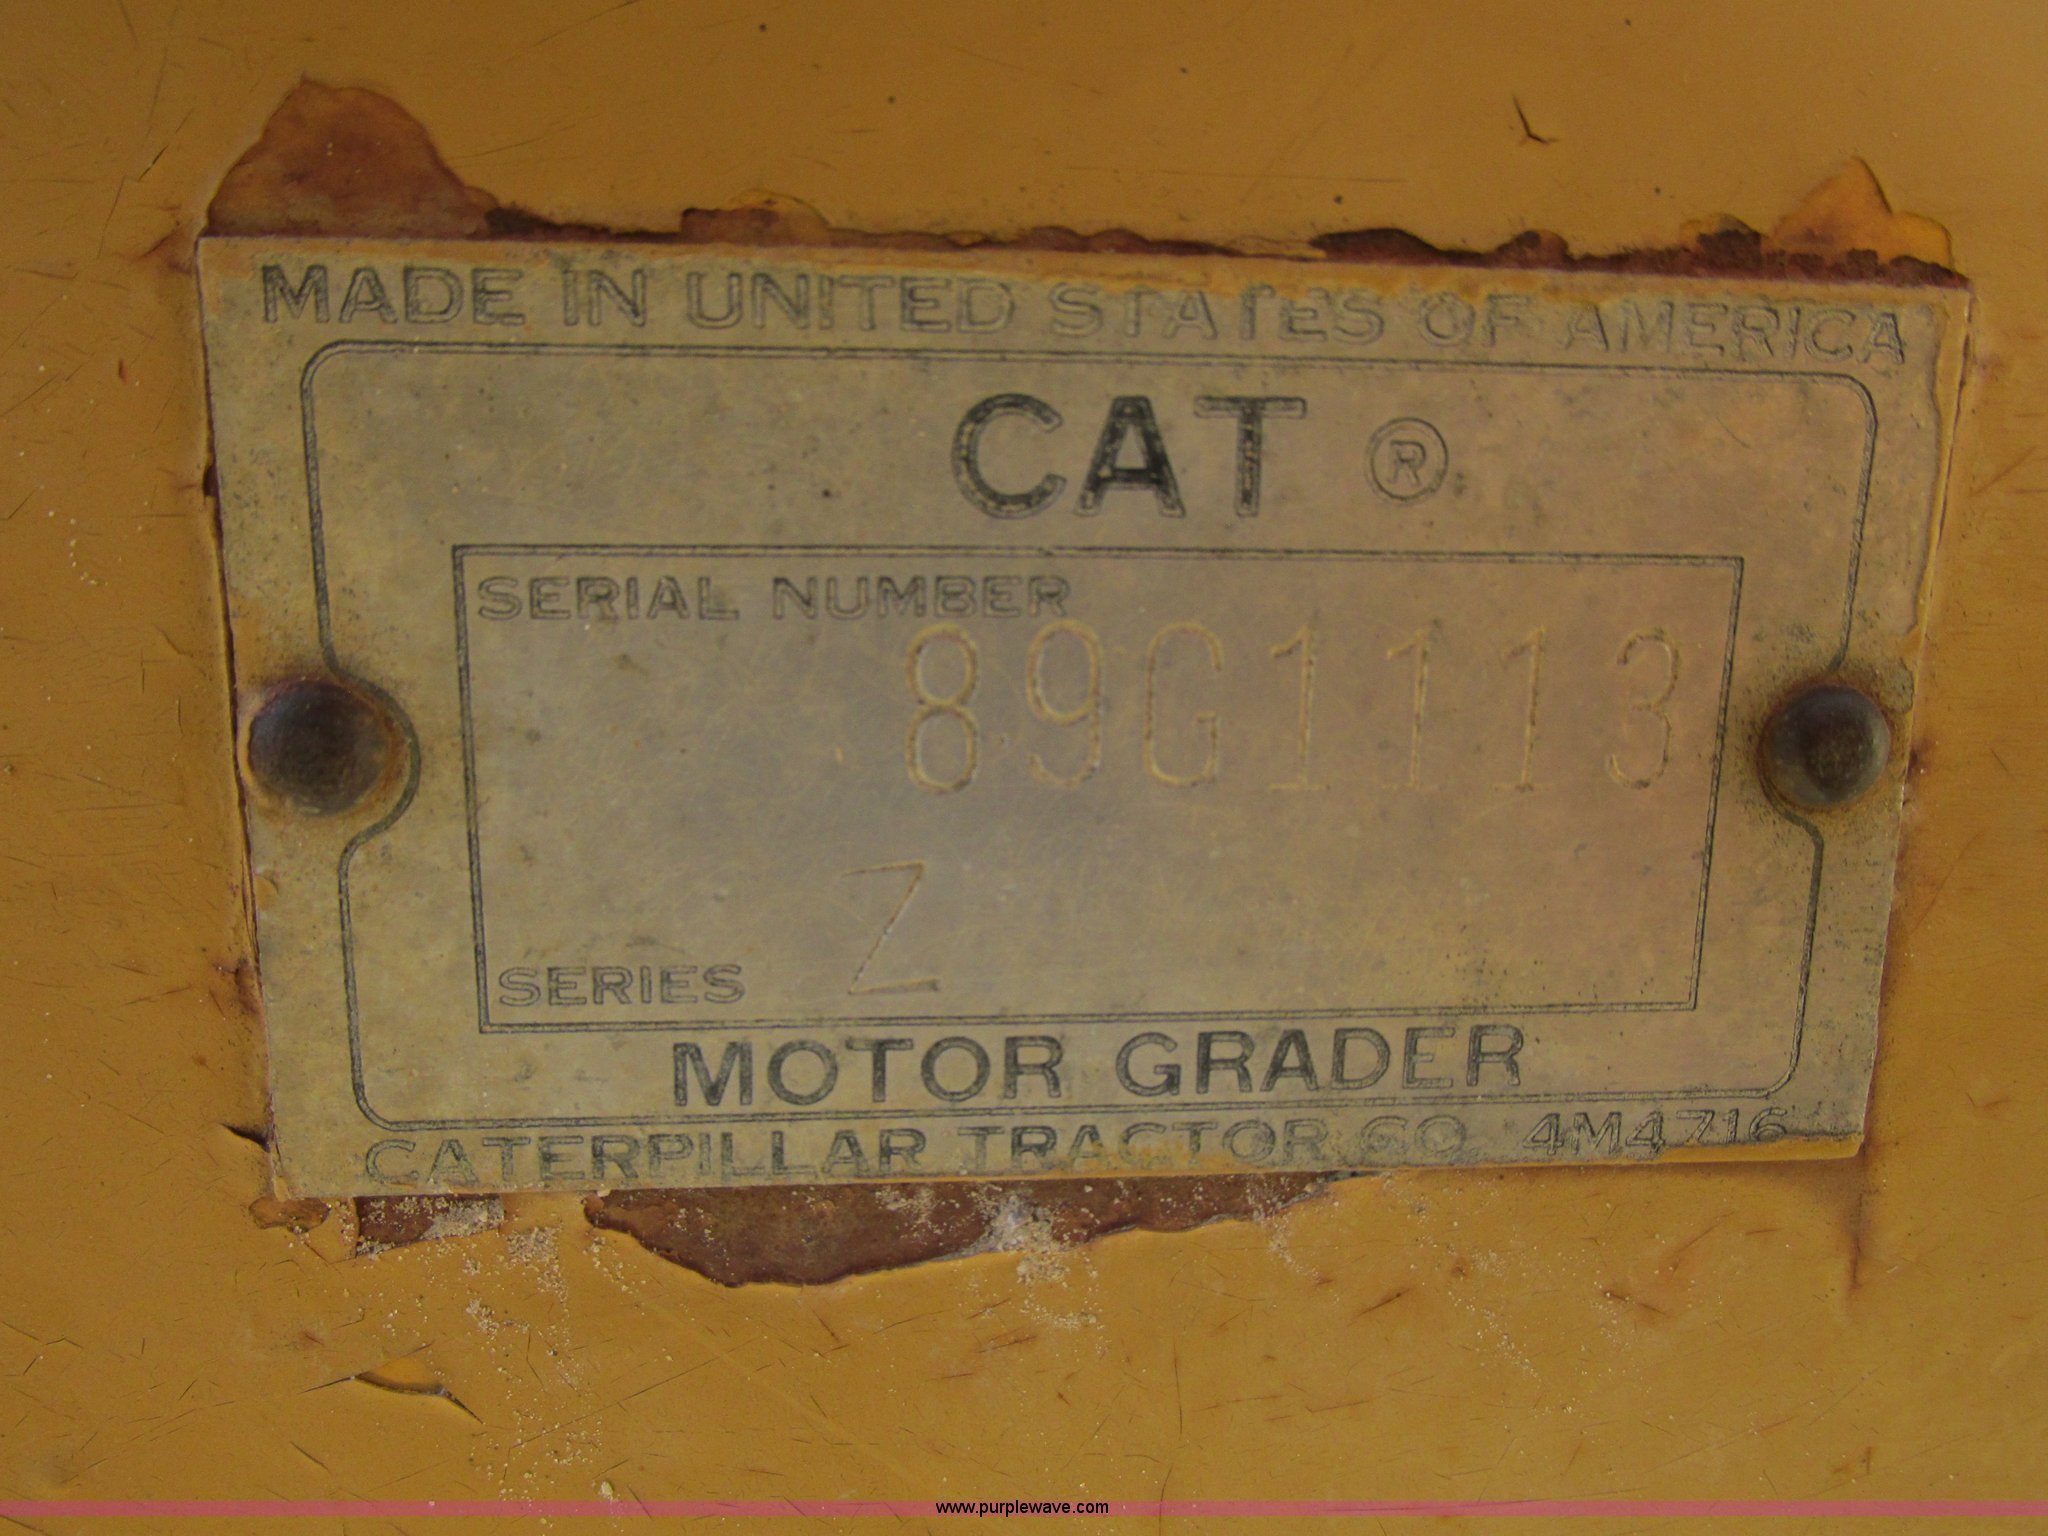 MADE IN UNITED STATES OF AMERICA
CAT ®
SERIAL NUMBER
89G1113
SERIES Z
MOTOR GRADER
CATERPILLAR TRACTOR CO. 4M4716
www.purplewave.com